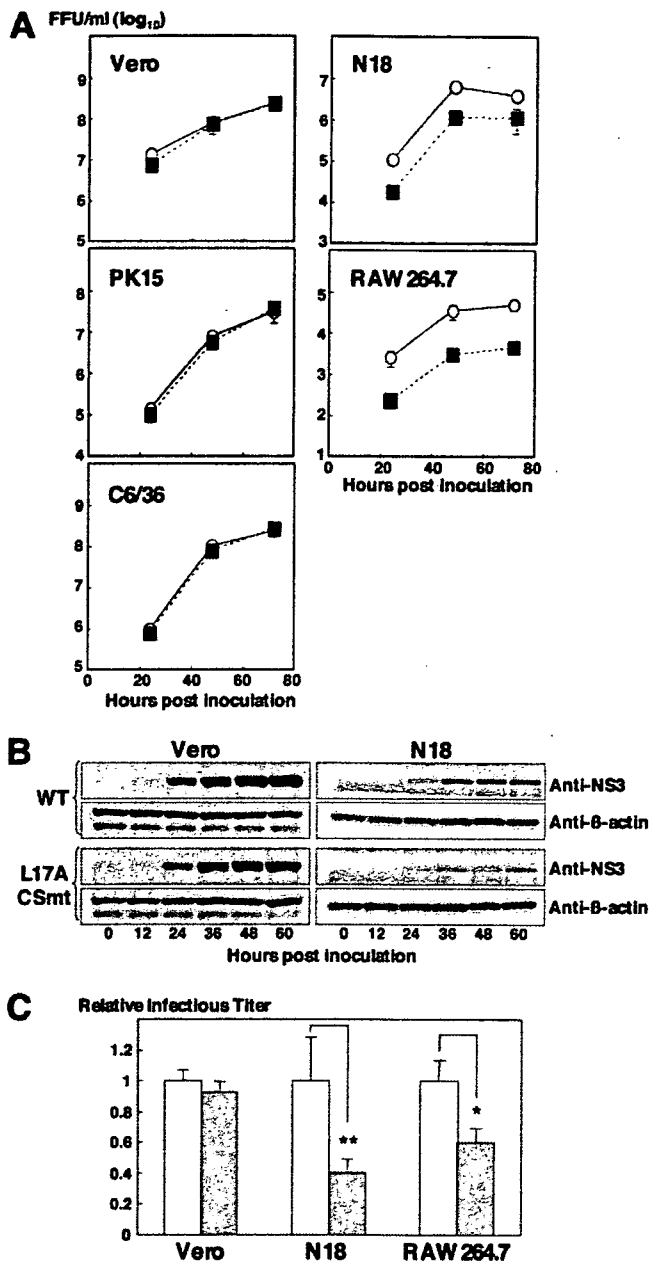 A FFU/ml (log10)
Vero
9
8
7
6
5
N18
7
6
5
4
3
PK15
8
7
6
5
4
RAW 264.7
5
4
3
2
1
0 20 40 60 80
Hours post inoculation
C6/36
9
8
7
6
5
0 20 40 60 80
Hours post inoculation
B
Vero N18
WT
Anti-NS3
Anti-ß-actin
L17A
CSmt
Anti-NS3
Anti-ß-actin
0 12 24 36 48 60 0 12 24 36 48 60
Hours post inoculation
C Relative Infectious Titer
1.2
1
0.8
0.6
0.4
0.2
0
**
*
Vero N18 RAW 264.7